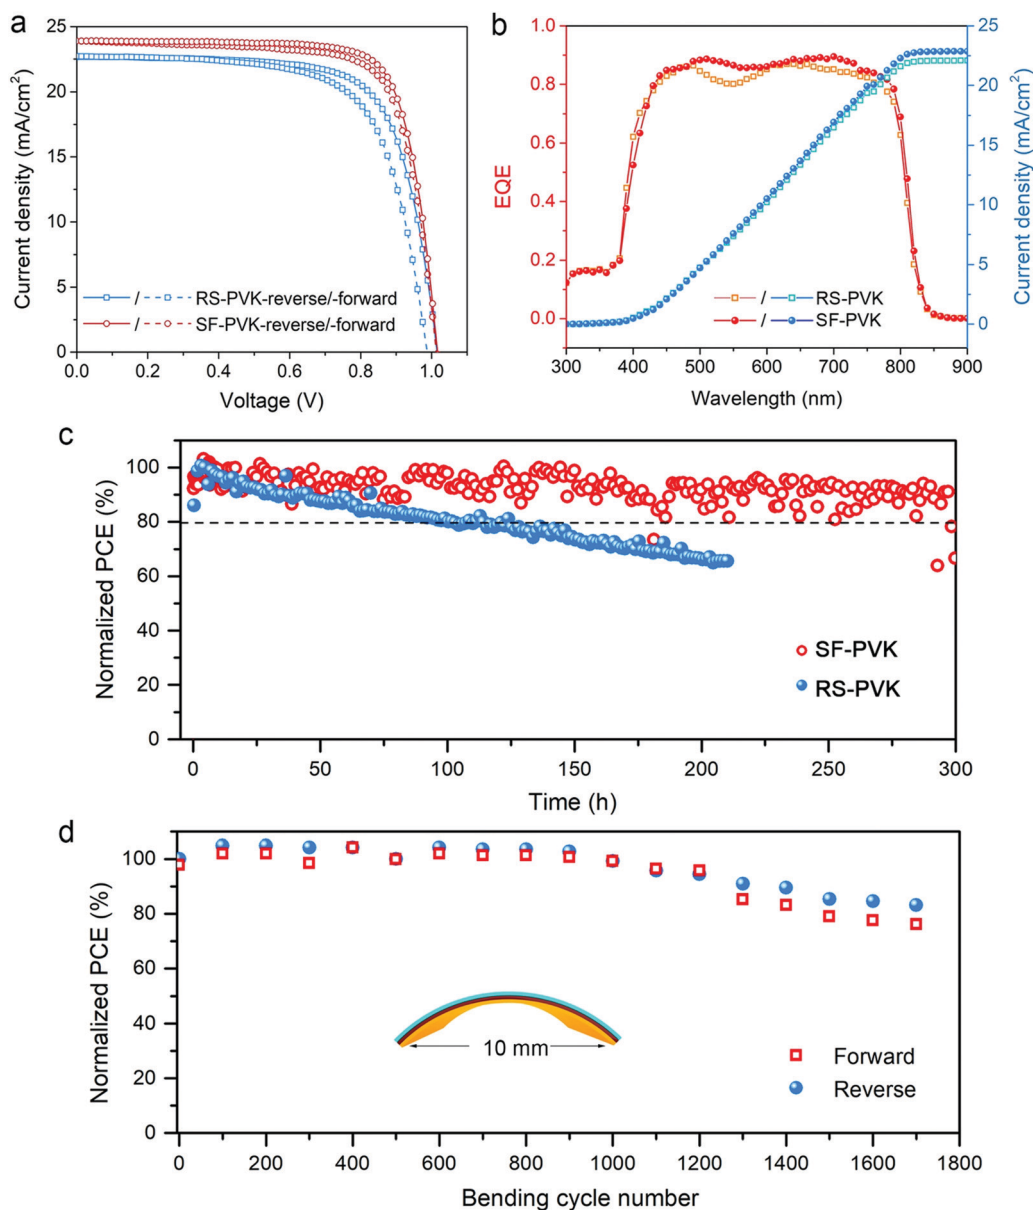 a
Current density (mA/cm²)
25
20
15
10
5
0
0.0 0.2 0.4 0.6 0.8 1.0
Voltage (V)
/ RS-PVK-reverse/-forward
/ SF-PVK-reverse/-forward
b
EQE
1.0
0.8
0.6
0.4
0.2
0.0
300 400 500 600 700 800 900
Wavelength (nm)
25
20
15
10
5
0
Current density (mA/cm²)
/ RS-PVK
/ SF-PVK
c
Normalized PCE (%)
100
80
60
40
20
0
0 50 100 150 200 250 300
Time (h)
SF-PVK
RS-PVK
d
Normalized PCE (%)
100
80
60
40
20
0
0 200 400 600 800 1000 1200 1400 1600 1800
Bending cycle number
10 mm
Forward
Reverse